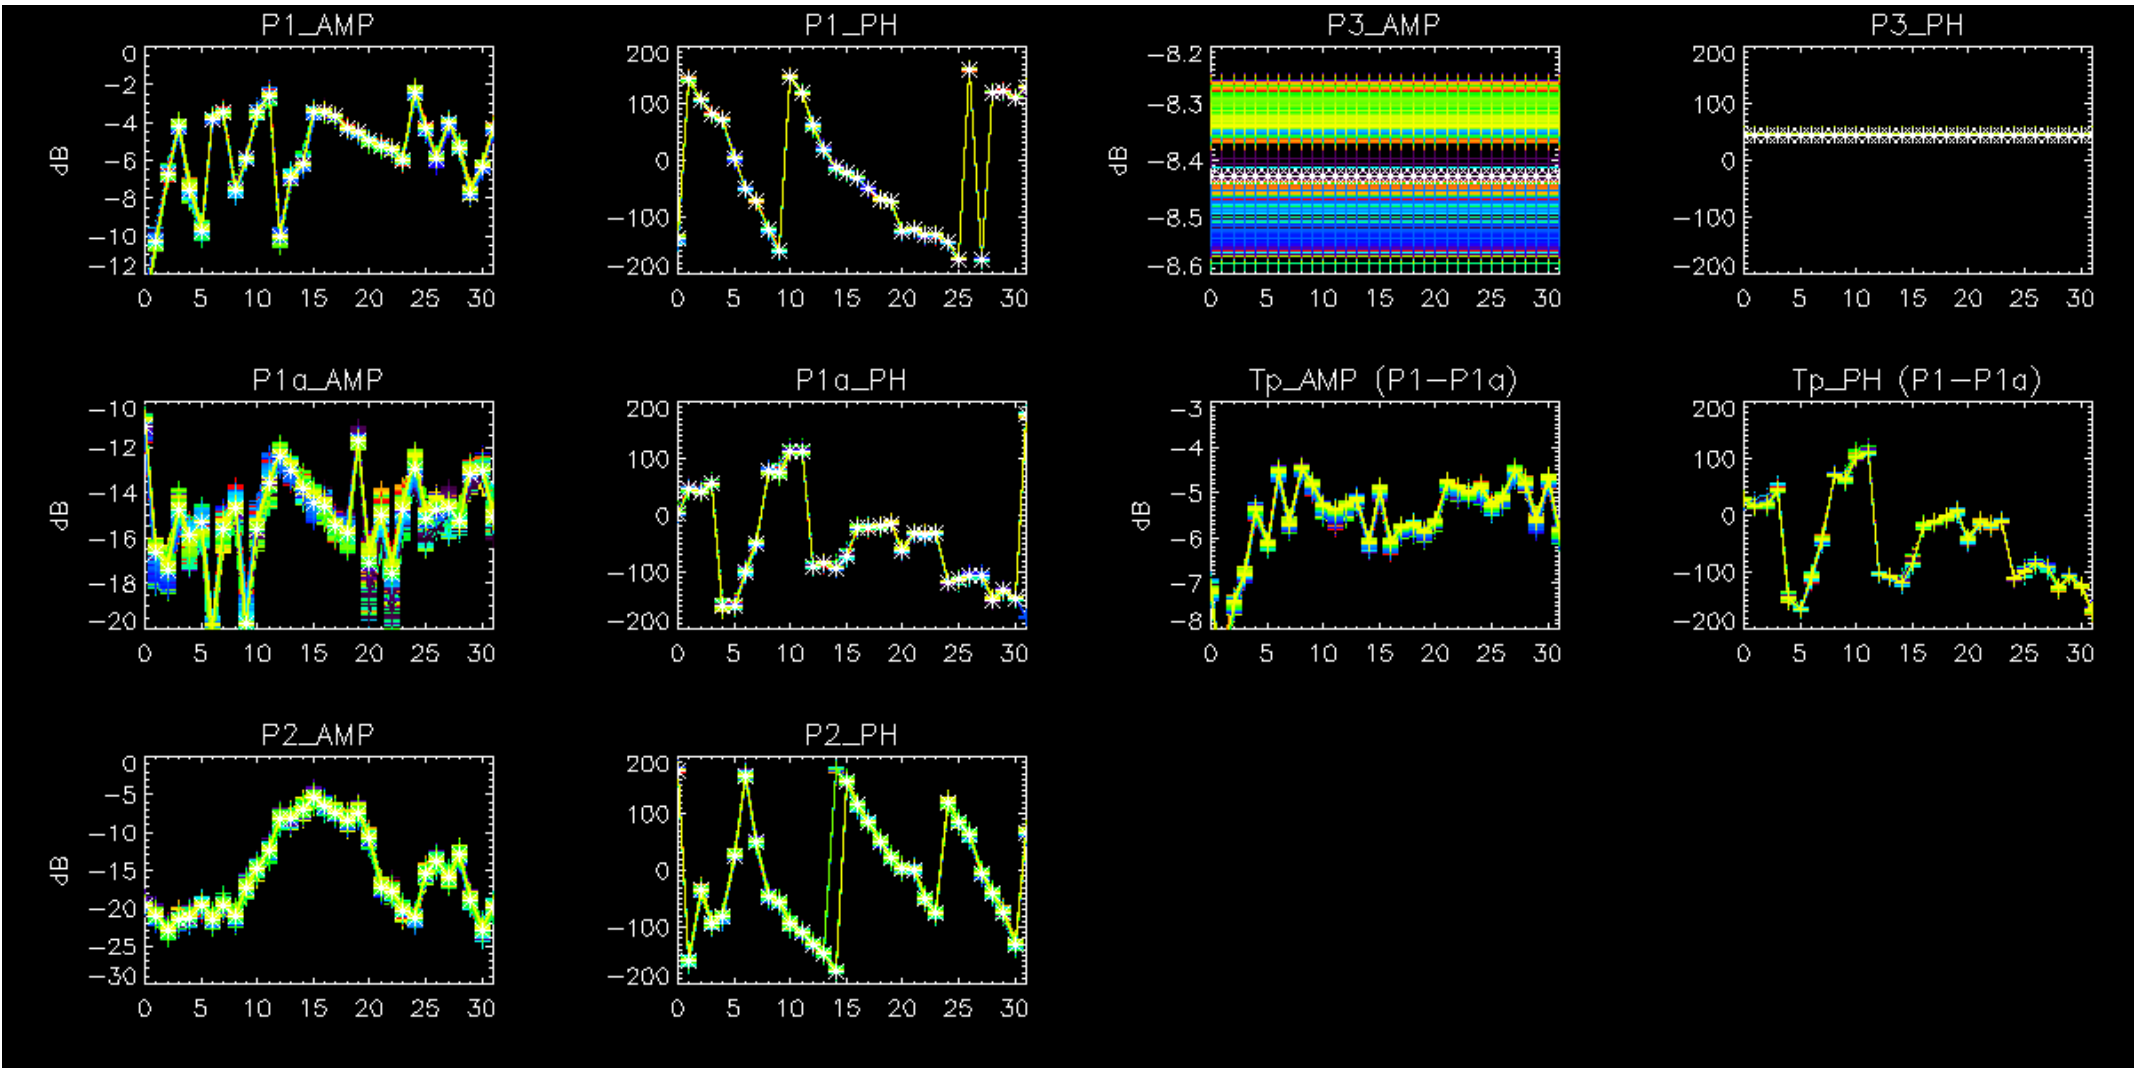 P1_AMP
0
−2
−4
−6
−8
−10
−12
dB
0 5 10 15 20 25 30
P1_PH
200
100
0
−100
−200
0 5 10 15 20 25 30
P3_AMP
−8.2
−8.3
−8.4
−8.5
−8.6
dB
0 5 10 15 20 25 30
P3_PH
200
100
0
−100
−200
0 5 10 15 20 25 30
P1a_AMP
−10
−12
−14
−16
−18
−20
dB
0 5 10 15 20 25 30
P1a_PH
200
100
0
−100
−200
0 5 10 15 20 25 30
Tp_AMP (P1−P1a)
−3
−4
−5
−6
−7
−8
dB
0 5 10 15 20 25 30
Tp_PH (P1−P1a)
200
100
0
−100
−200
0 5 10 15 20 25 30
P2_AMP
0
−5
−10
−15
−20
−25
−30
dB
0 5 10 15 20 25 30
P2_PH
200
100
0
−100
−200
0 5 10 15 20 25 30